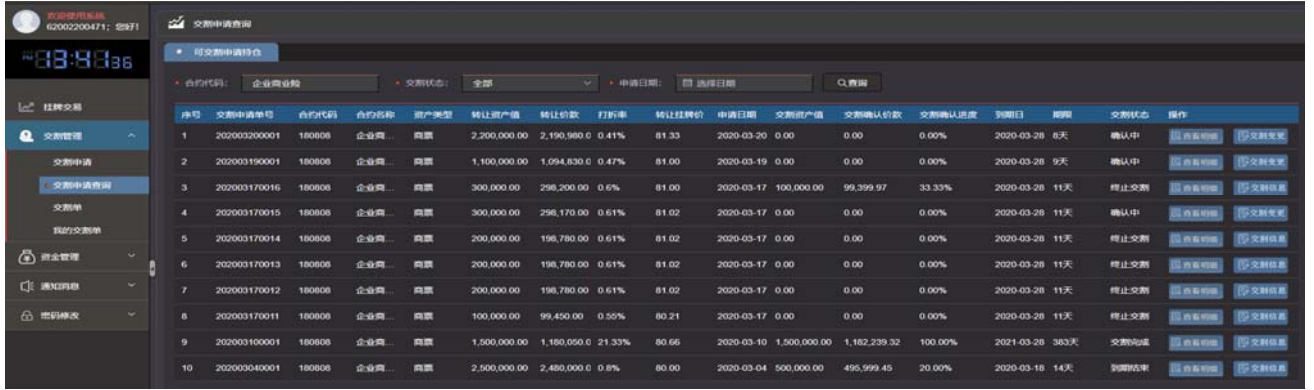 欢迎使用系统
62002200471；您好!
交割申请查询
18:41 36
可交割申请持仓
合约代码： 企业商业险 交割状态： 全部 申请日期： 选择日期 查询
挂牌交易
交割管理
交割申请
交割申请查询
交割单
我的交割单
资金管理
通知消息
密码修改
序号 交割申请单号 合约代码 合约名称 资产类型 转让资产值 转让价款 打折率 转让挂牌价 申请日期 交割资产值 交割确认价款 交割确认进度 到期日 期限 交割状态 操作
1 202003200001 180808 企业商... 商票 2,200,000.00 2,190,980.0 0.41% 81.33 2020-03-20 0.00 0.00 0.00% 2020-03-28 8天 确认中 查看明细 交割变更
2 202003190001 180808 企业商... 商票 1,100,000.00 1,094,830.0 0.47% 81.00 2020-03-19 0.00 0.00 0.00% 2020-03-28 9天 确认中 查看明细 交割变更
3 202003170016 180808 企业商... 商票 300,000.00 298,200.00 0.6% 81.00 2020-03-17 100,000.00 99,399.97 33.33% 2020-03-28 11天 终止交割 查看明细 交割信息
4 202003170015 180808 企业商... 商票 300,000.00 298,170.00 0.61% 81.02 2020-03-17 0.00 0.00 0.00% 2020-03-28 11天 确认中 查看明细 交割变更
5 202003170014 180808 企业商... 商票 200,000.00 198,780.00 0.61% 81.02 2020-03-17 0.00 0.00 0.00% 2020-03-28 11天 终止交割 查看明细 交割信息
6 202003170013 180808 企业商... 商票 200,000.00 198,780.00 0.61% 81.02 2020-03-17 0.00 0.00 0.00% 2020-03-28 11天 终止交割 查看明细 交割信息
7 202003170012 180808 企业商... 商票 200,000.00 198,780.00 0.61% 81.02 2020-03-17 0.00 0.00 0.00% 2020-03-28 11天 终止交割 查看明细 交割信息
8 202003170011 180808 企业商... 商票 100,000.00 99,450.00 0.55% 80.21 2020-03-17 0.00 0.00 0.00% 2020-03-28 11天 终止交割 查看明细 交割信息
9 202003100001 180808 企业商... 商票 1,500,000.00 1,180,050.0 21.33% 80.66 2020-03-10 1,500,000.00 1,182,239.32 100.00% 2021-03-28 383天 交割完成 查看明细 交割信息
10 202003040001 180808 企业商... 商票 2,500,000.00 2,480,000.0 0.8% 80.00 2020-03-04 500,000.00 495,999.45 20.00% 2020-03-18 14天 到期结束 查看明细 交割信息